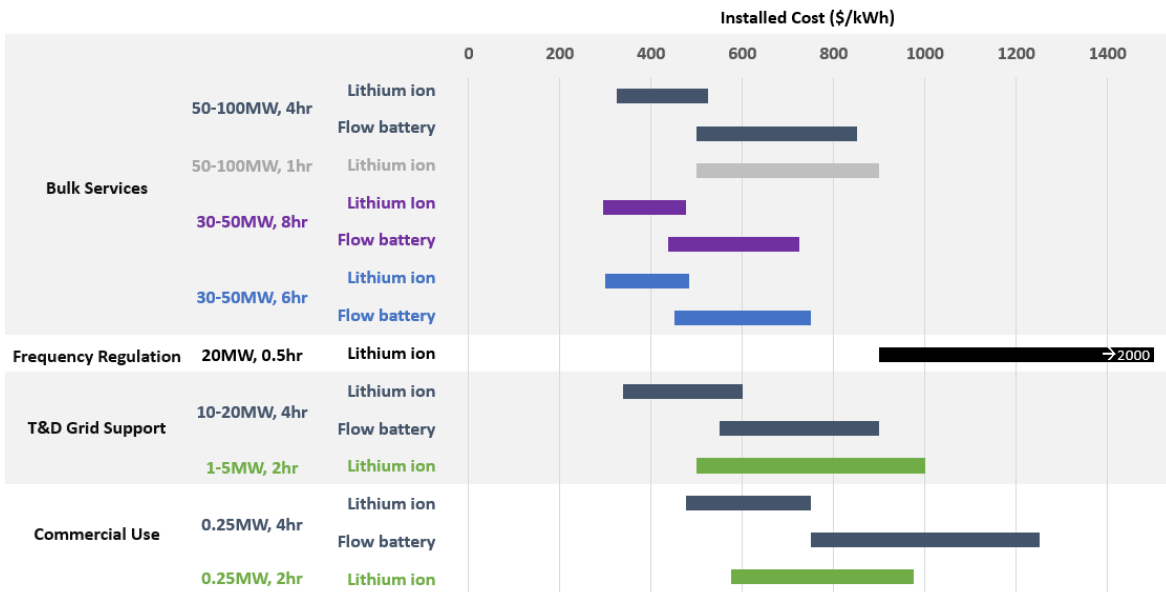 Installed Cost ($/kWh)
0 200 400 600 800 1000 1200 1400
Bulk Services
50-100MW, 4hr
Lithium ion
Flow battery
50-100MW, 1hr
Lithium ion
30-50MW, 8hr
Lithium Ion
Flow battery
30-50MW, 6hr
Lithium ion
Flow battery
Frequency Regulation
20MW, 0.5hr
Lithium ion
→2000
T&D Grid Support
10-20MW, 4hr
Lithium ion
Flow battery
1-5MW, 2hr
Lithium ion
Commercial Use
0.25MW, 4hr
Lithium ion
Flow battery
0.25MW, 2hr
Lithium ion